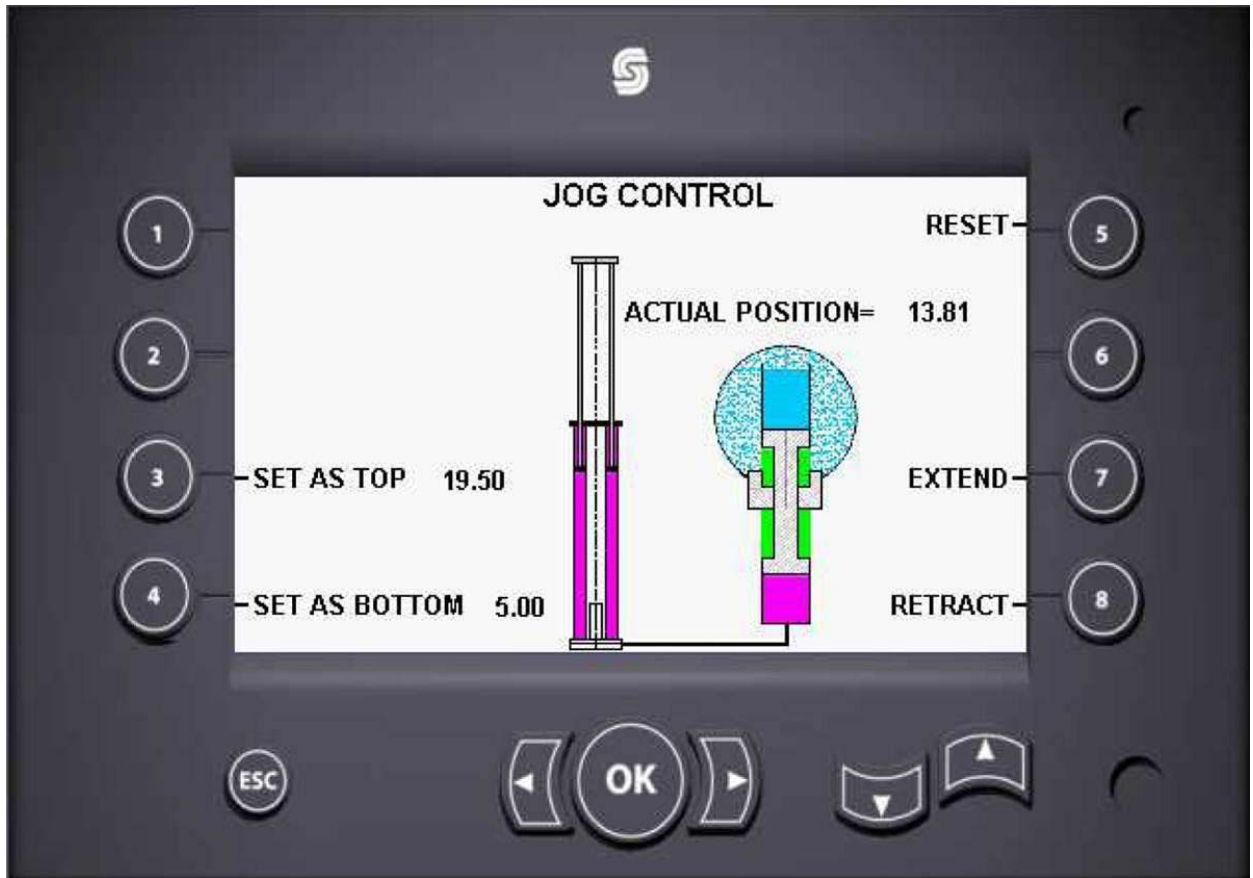 JOG CONTROL
1
RESET
5
ACTUAL POSITION= 13.81
2
6
3
SET AS TOP 19.50
EXTEND
7
4
SET AS BOTTOM 5.00
RETRACT
8
ESC
OK